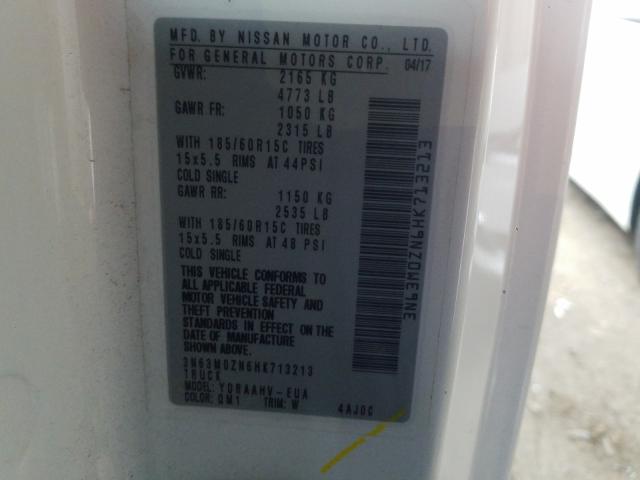 MFD. BY NISSAN MOTOR CO., LTD.
FOR GENERAL MOTORS CORP. 04/17
GVWR: 2165 KG
4773 LB
GAWR FR: 1050 KG
2315 LB
WITH 185/60R15C TIRES
15x5.5 RIMS AT 44PSI
COLD SINGLE
GAWR RR: 1150 KG
2535 LB
WITH 185/60R15C TIRES
15x5.5 RIMS AT 48 PSI
COLD SINGLE
THIS VEHICLE CONFORMS TO
ALL APPLICABLE FEDERAL
MOTOR VEHICLE SAFETY AND
THEFT PREVENTION
STANDARDS IN EFFECT ON THE
DATE OF MANUFACTURE
SHOWN ABOVE.
3N63M0ZN6HK713213
TRUCK
MODEL: YDRAAHV-EUA
COLOR: QM1 TRIM: W 4AJ0C
3N63M0ZN6HK713213